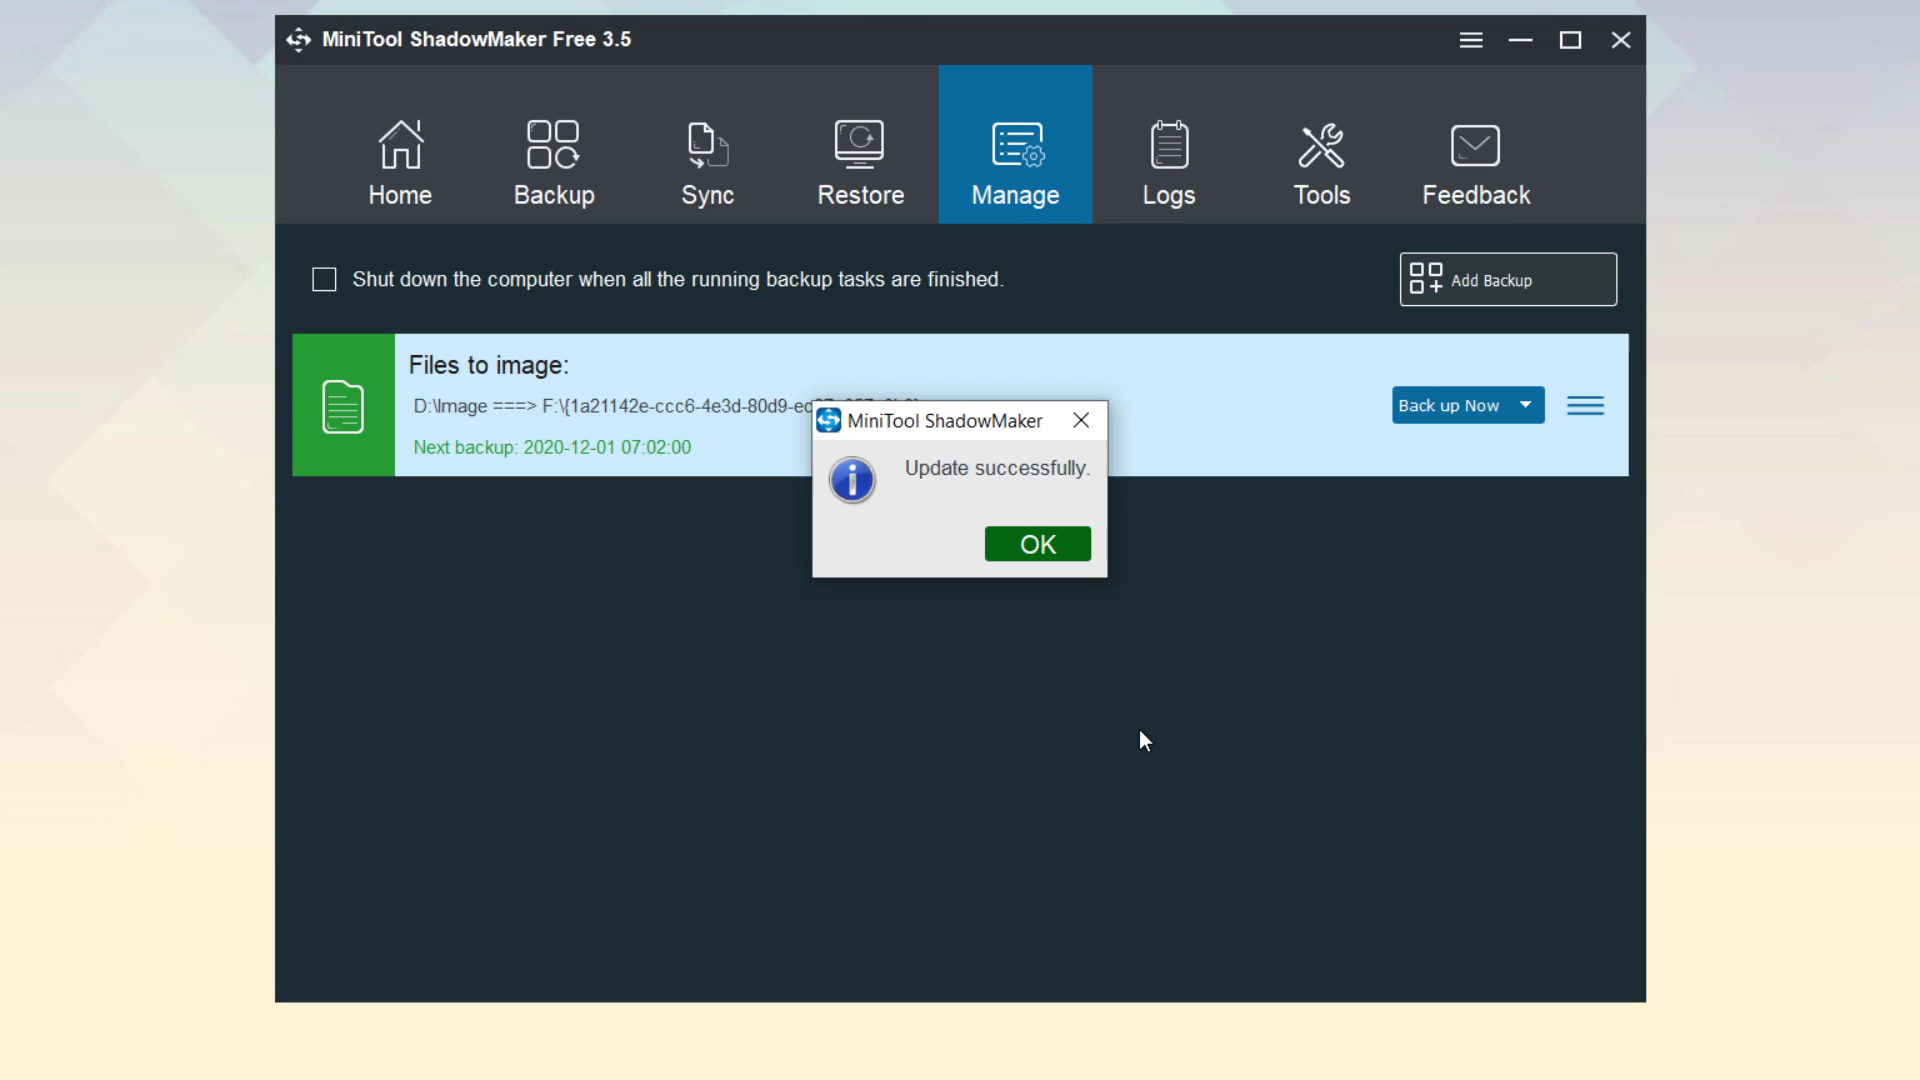 MiniTool ShadowMaker Free 3.5
Home Backup Sync Restore Manage Logs Tools Feedback
Shut down the computer when all the running backup tasks are finished.
Add Backup
Files to image:
D:\Image ===> F:\{1a21142e-ccc6-4e3d-80d9-
Back up Now
Next backup: 2020-12-01 07:02:00
MiniTool ShadowMaker
Update successfully.
OK